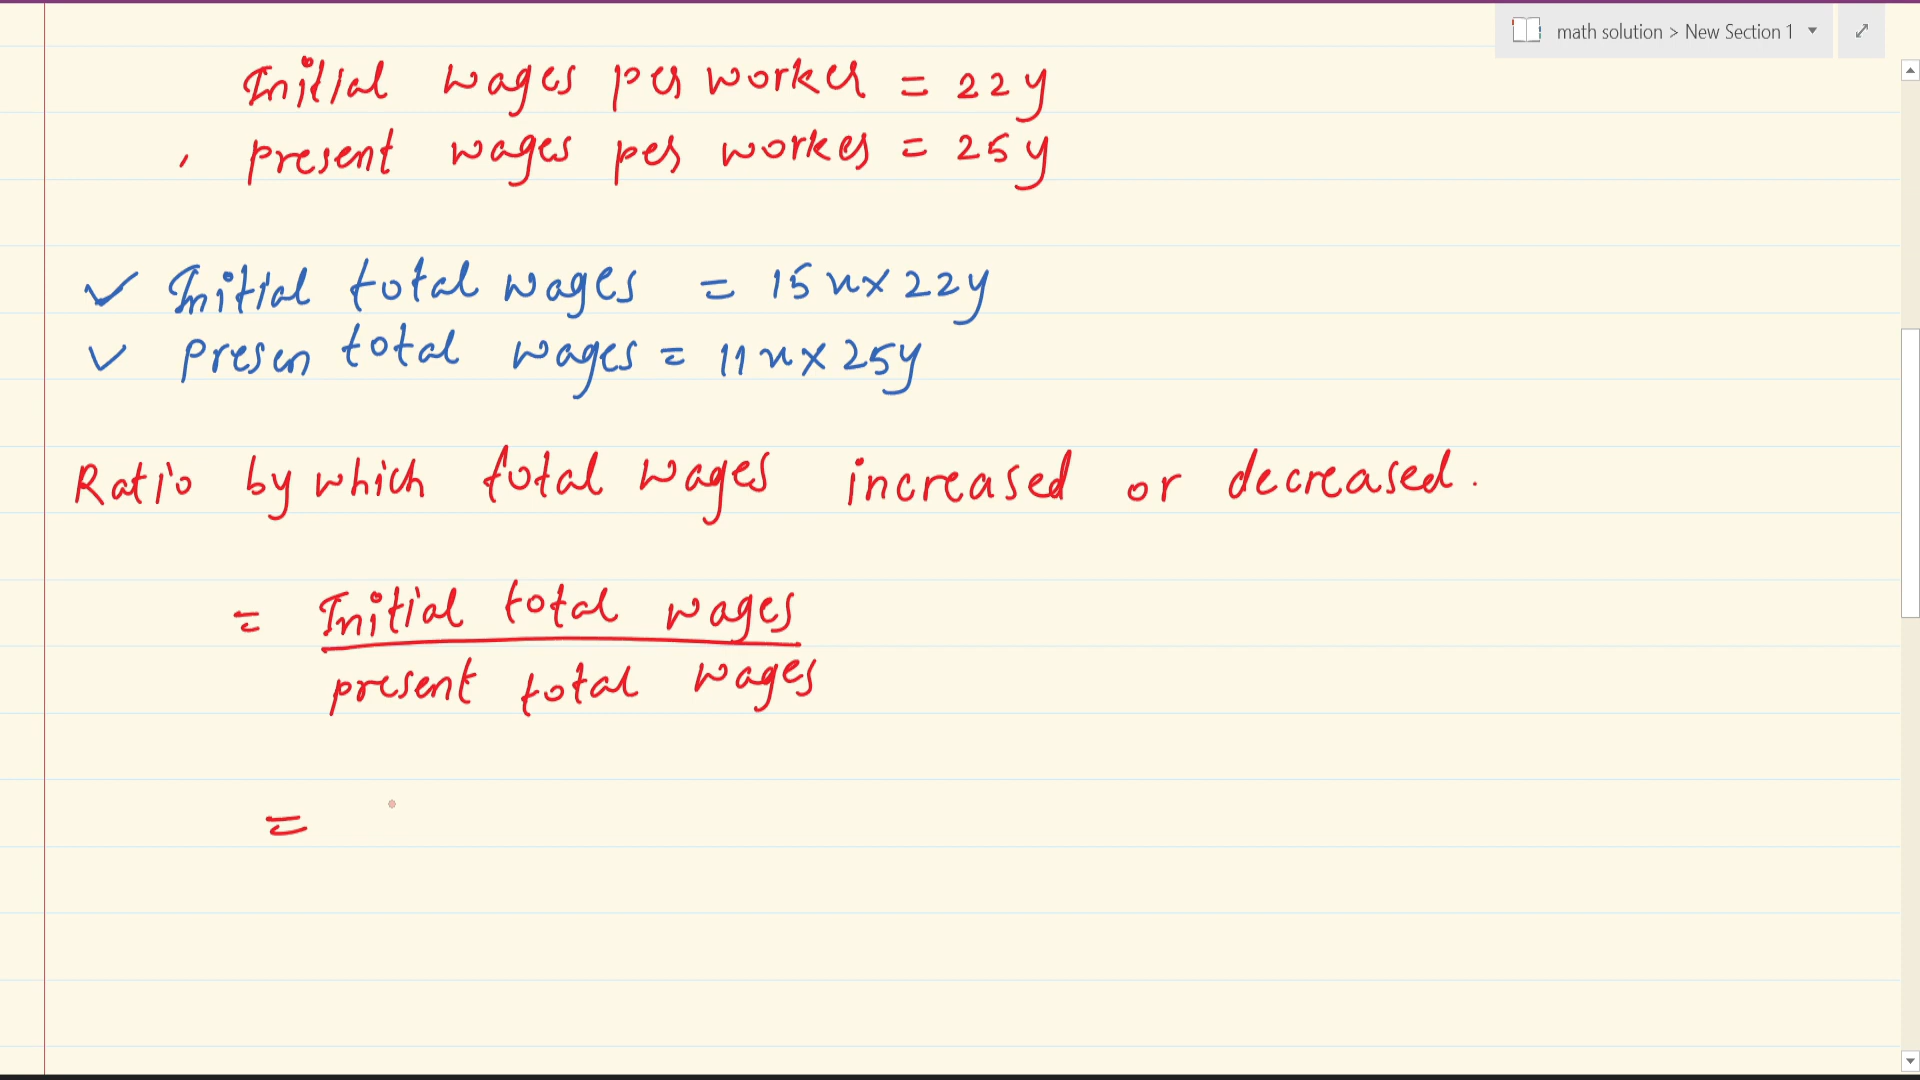 math solution > New Section 1
Initial wages per worker = 22y
, present wages per worker = 25y
✓ Initial total wages = 15x × 22y
✓ presen total wages = 11x × 25y
Ratio by which total wages increased or decreased.
= Initial total wages
present total wages
=